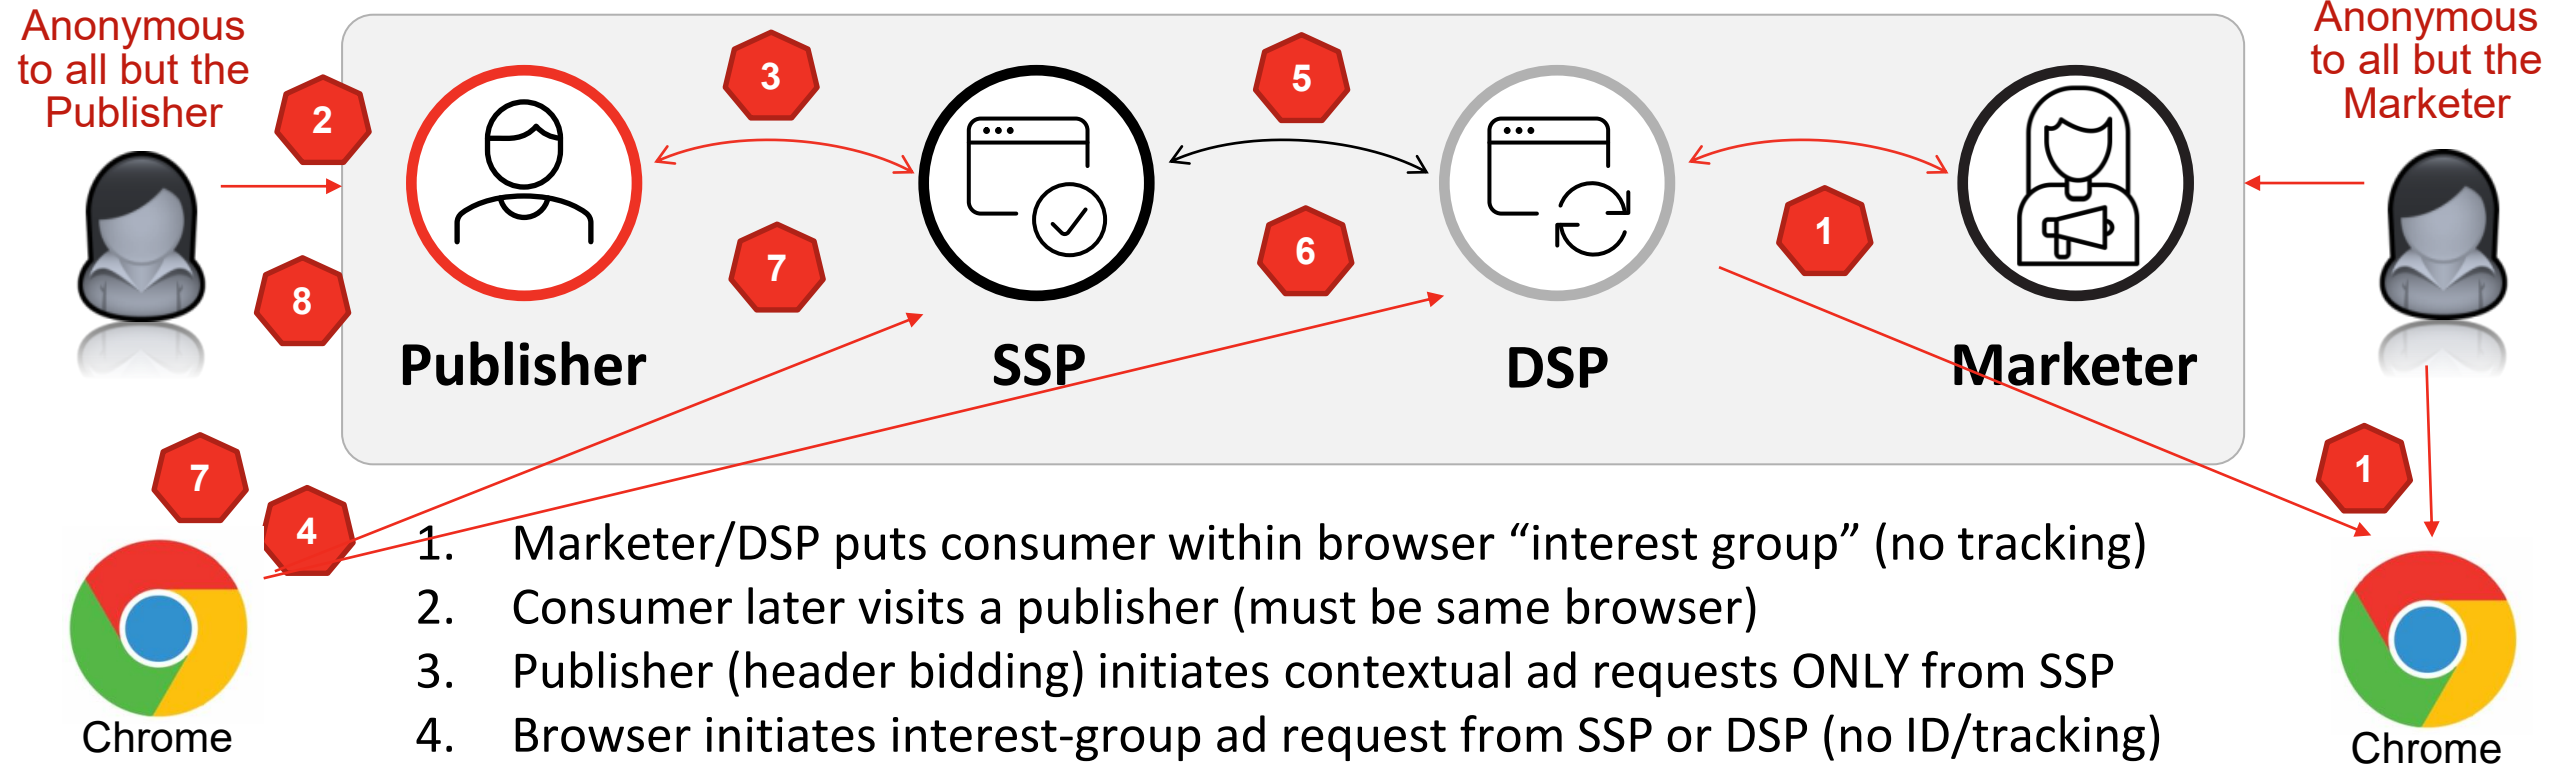 Anonymous
to all but the
Publisher
Anonymous
to all but the
Marketer
2
3
5
8
7
6
1
Publisher
SSP
DSP
Marketer
7
4
1
1. Marketer/DSP puts consumer within browser “interest group” (no tracking)
2. Consumer later visits a publisher (must be same browser)
3. Publisher (header bidding) initiates contextual ad requests ONLY from SSP
4. Browser initiates interest-group ad request from SSP or DSP (no ID/tracking)
Chrome
Chrome